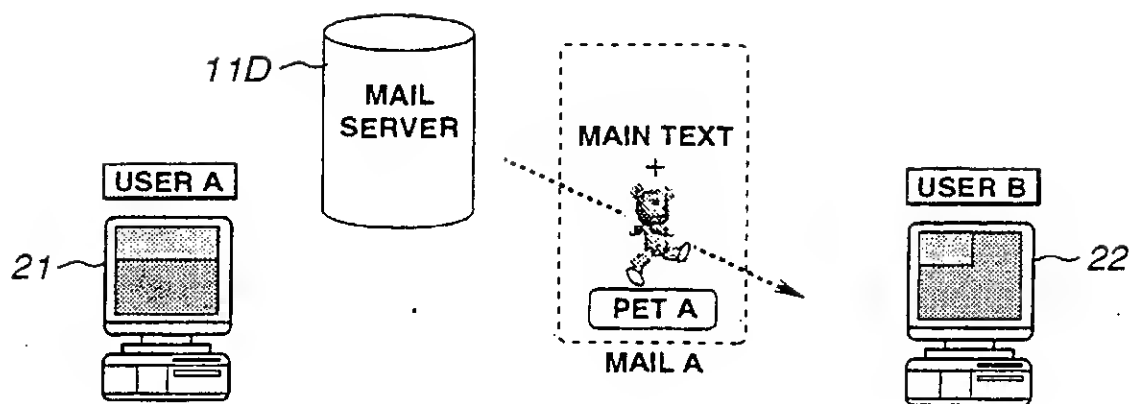 11D
MAIL
SERVER
MAIN TEXT
+
USER A
USER B
21
22
PET A
MAIL A